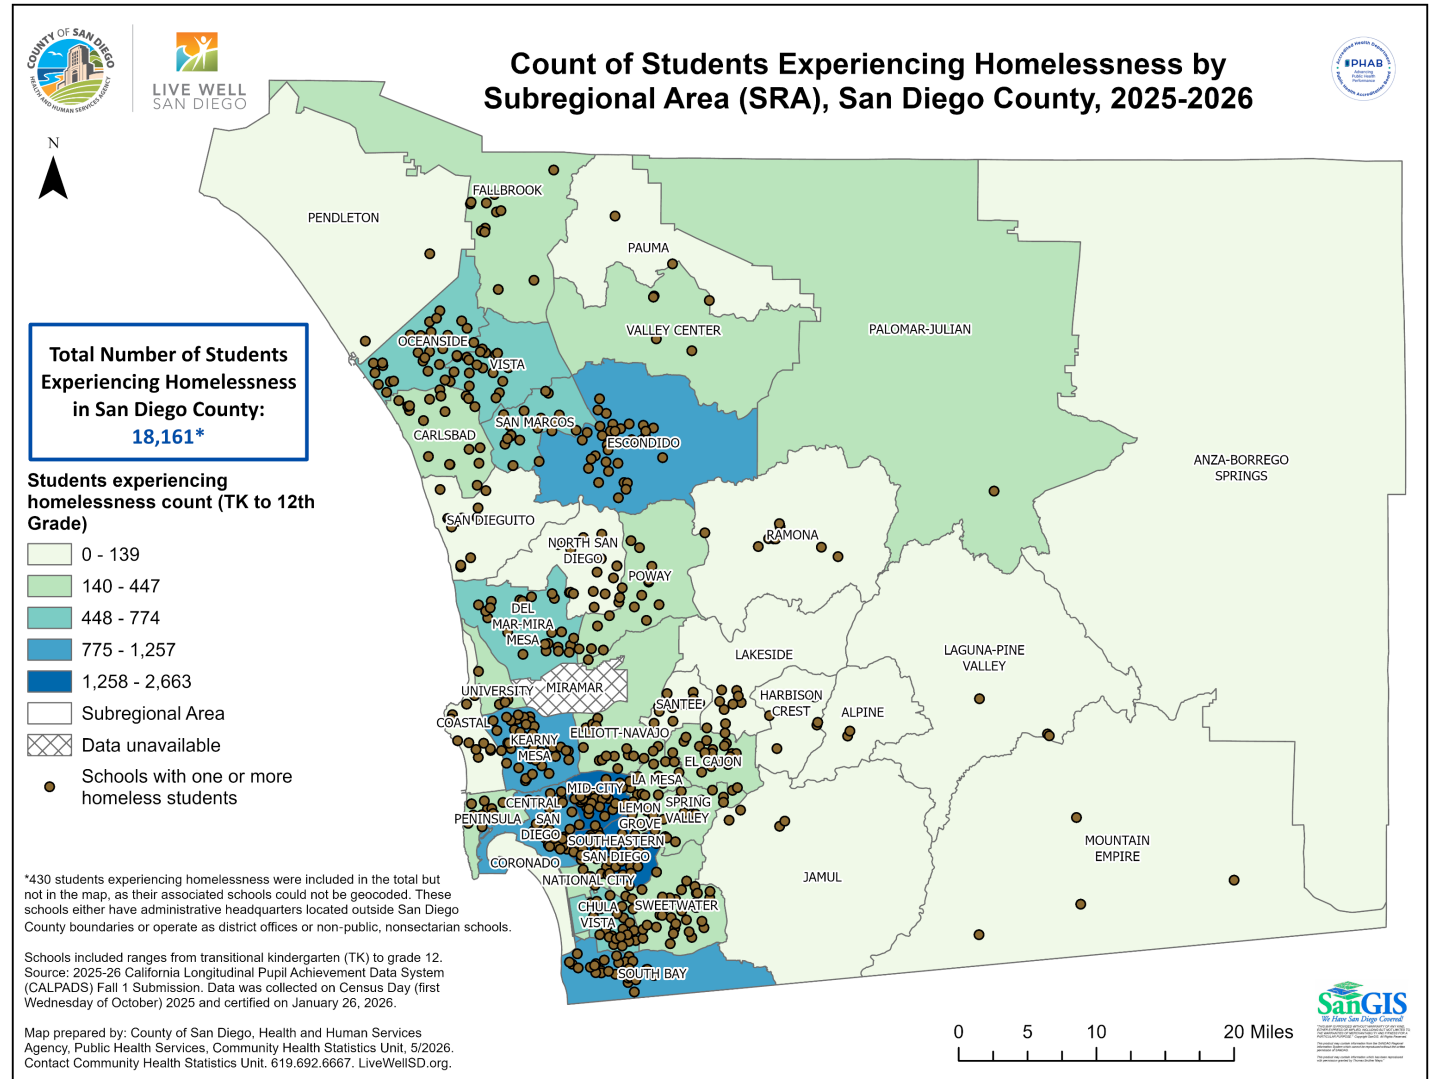 COUNTY OF SAN DIEGO
HEALTH AND HUMAN SERVICES AGENCY
LIVE WELL
SAN DIEGO
Count of Students Experiencing Homelessness by
Subregional Area (SRA), San Diego County, 2025-2026
PHAB
Advancing
Public Health
Performance
N
PENDLETON
FALLBROOK
PAUMA
VALLEY CENTER
PALOMAR-JULIAN
OCEANSIDE
VISTA
SAN MARCOS
ESCONDIDO
CARLSBAD
ANZA-BORREGO
SPRINGS
SAN DIEGUITO
NORTH SAN
DIEGO
RAMONA
POWAY
DEL
MAR-MIRA
MESA
LAKESIDE
LAGUNA-PINE
VALLEY
UNIVERSITY
MIRAMAR
SANTEE
HARBISON
CREST
ALPINE
COASTAL
KEARNY
MESA
ELLIOTT-NAVAJO
EL CAJON
MID-CITY
LA MESA
PENINSULA
CENTRAL
SAN
DIEGO
LEMON
GROVE
SPRING
VALLEY
SOUTHEASTERN
SAN DIEGO
CORONADO
NATIONAL CITY
JAMUL
MOUNTAIN
EMPIRE
CHULA
VISTA
SWEETWATER
SOUTH BAY
Total Number of Students
Experiencing Homelessness
in San Diego County:
18,161*
Students experiencing
homelessness count (TK to 12th
Grade)
0 - 139
140 - 447
448 - 774
775 - 1,257
1,258 - 2,663
Subregional Area
Data unavailable
Schools with one or more
homeless students
*430 students experiencing homelessness were included in the total but
not in the map, as their associated schools could not be geocoded. These
schools either have administrative headquarters located outside San Diego
County boundaries or operate as district offices or non-public, nonsectarian schools.
Schools included ranges from transitional kindergarten (TK) to grade 12.
Source: 2025-26 California Longitudinal Pupil Achievement Data System
(CALPADS) Fall 1 Submission. Data was collected on Census Day (first
Wednesday of October) 2025 and certified on January 26, 2026.
Map prepared by: County of San Diego, Health and Human Services
Agency, Public Health Services, Community Health Statistics Unit, 5/2026.
Contact Community Health Statistics Unit. 619.692.6667. LiveWellSD.org.
0 5 10 20 Miles
SanGIS
We Have San Diego Covered!